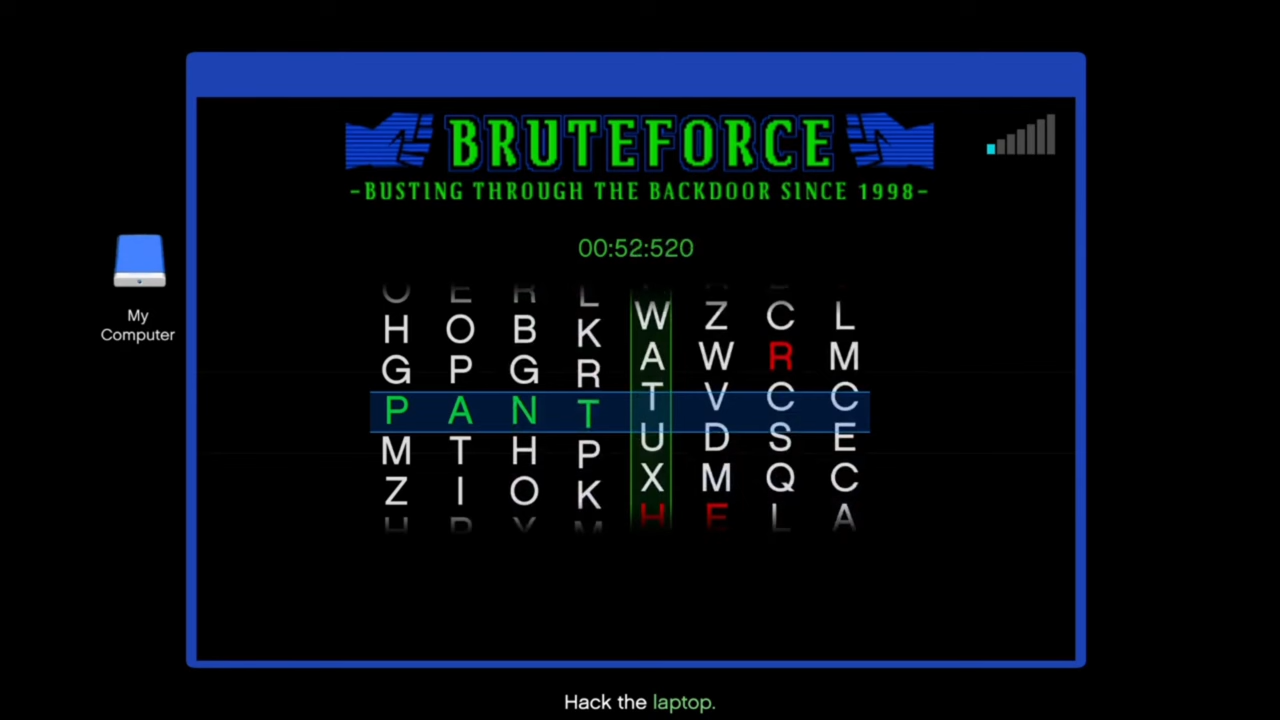 BRUTEFORCE
-BUSTING THROUGH THE BACKDOOR SINCE 1998-
00:52:520
My
Computer
H O B K W Z C L
G P G R A W R M
P A N T T V C C
M T H P U D S E
Z I O K X M Q C
H E L A
Hack the laptop.